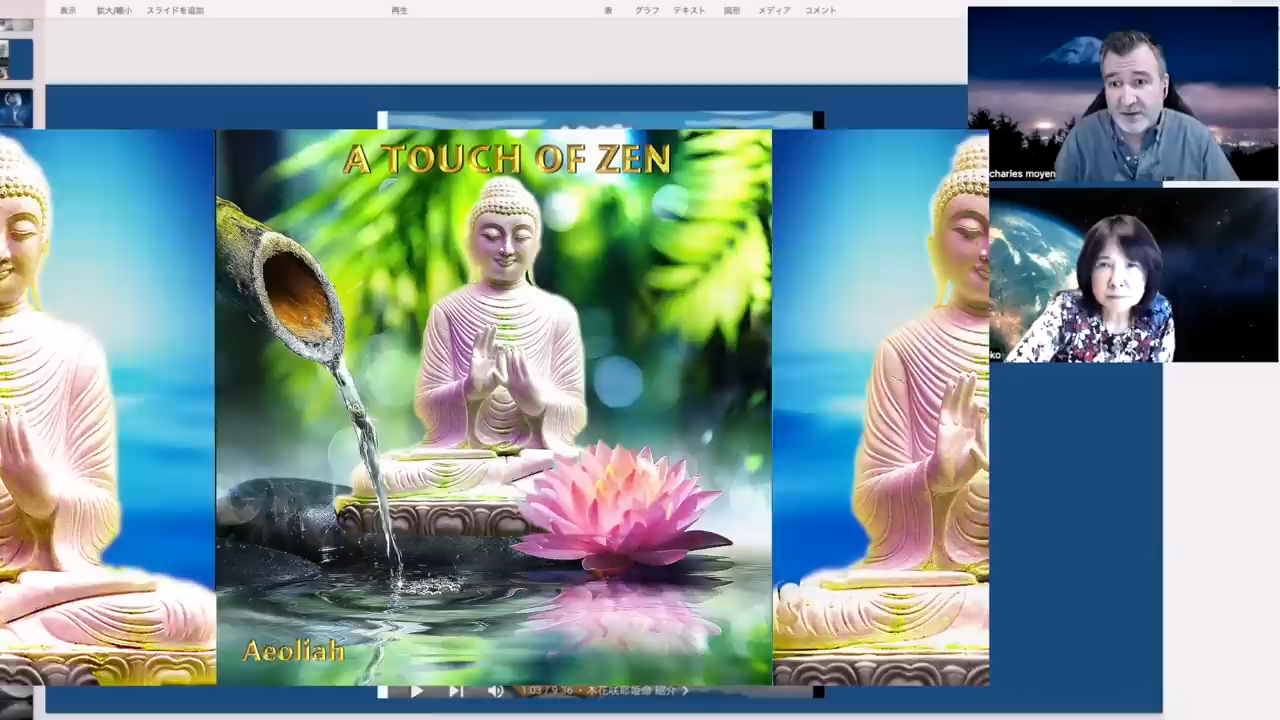 表示 拡大/縮小 スライドを追加 再生 表 グラフ テキスト 図形 メディア コメント
A TOUCH OF ZEN
charles moyen
ko
Aeoliah
1:03 / 9:36 • 木花咲耶姫命 紹介